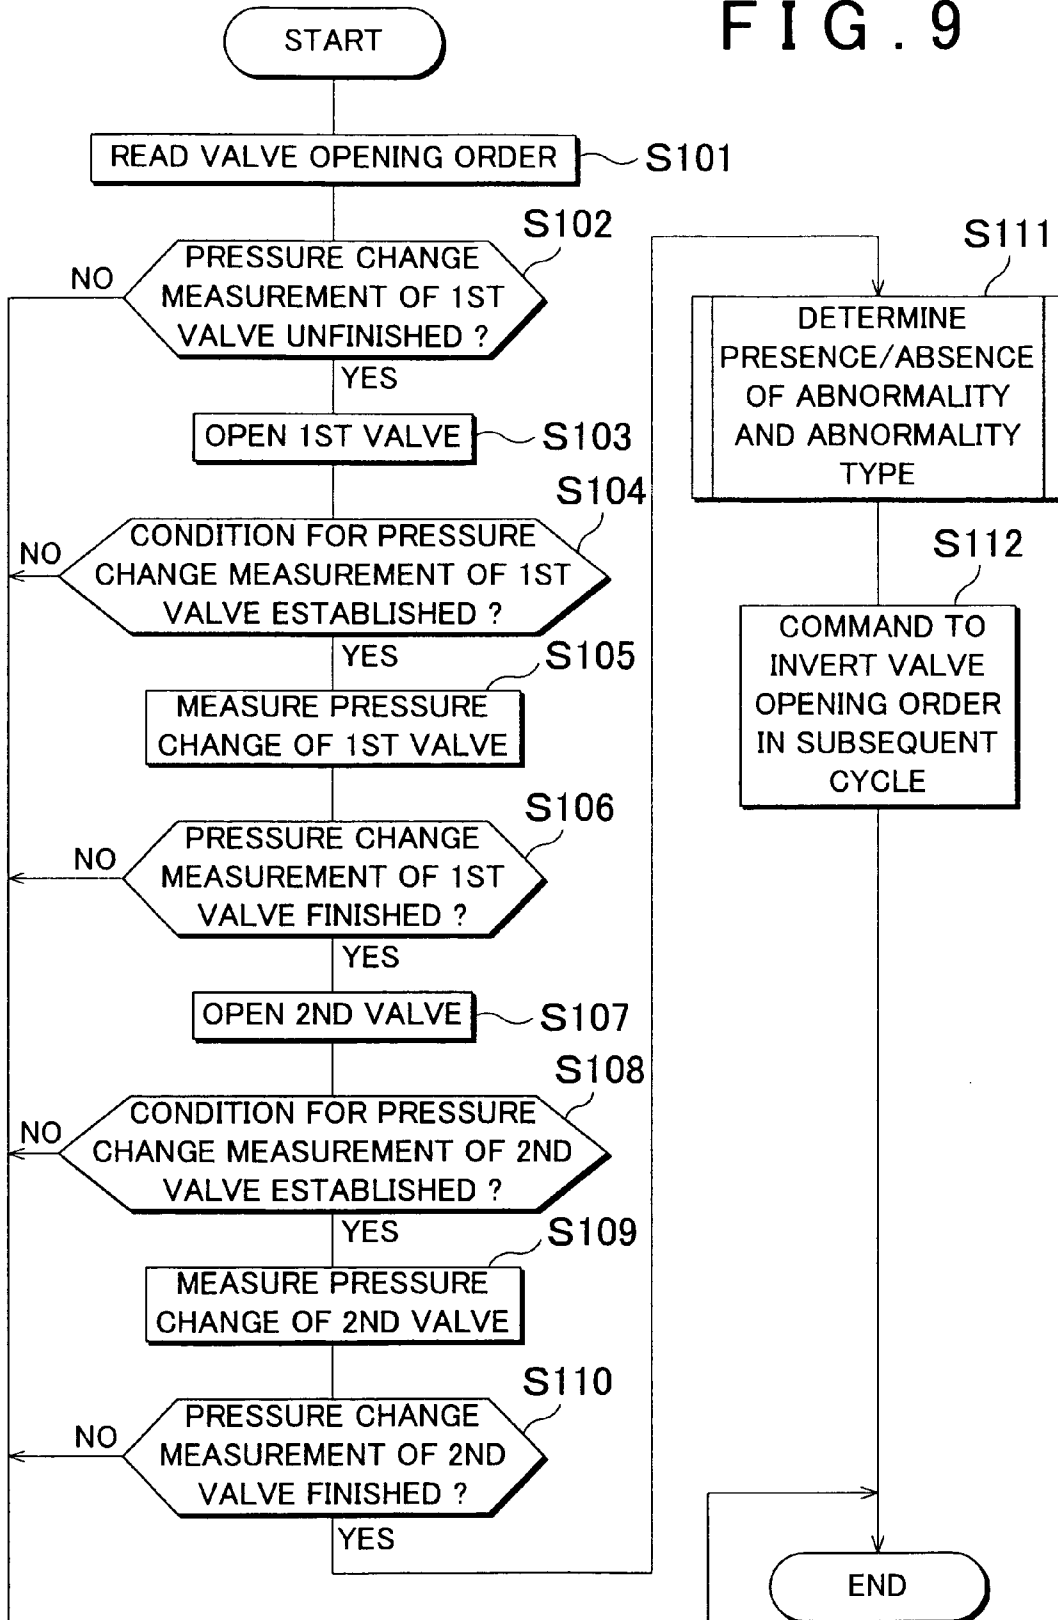 FIG.9
START
READ VALVE OPENING ORDER
S101
S102
PRESSURE CHANGE
MEASUREMENT OF 1ST
VALVE UNFINISHED ?
NO
YES
OPEN 1ST VALVE
S103
S104
CONDITION FOR PRESSURE
CHANGE MEASUREMENT OF 1ST
VALVE ESTABLISHED ?
NO
YES
S105
MEASURE PRESSURE
CHANGE OF 1ST VALVE
S106
PRESSURE CHANGE
MEASUREMENT OF 1ST
VALVE FINISHED ?
NO
YES
OPEN 2ND VALVE
S107
S108
CONDITION FOR PRESSURE
CHANGE MEASUREMENT OF 2ND
VALVE ESTABLISHED ?
NO
YES
S109
MEASURE PRESSURE
CHANGE OF 2ND VALVE
S110
PRESSURE CHANGE
MEASUREMENT OF 2ND
VALVE FINISHED ?
NO
YES
S111
DETERMINE
PRESENCE/ABSENCE
OF ABNORMALITY
AND ABNORMALITY
TYPE
S112
COMMAND TO
INVERT VALVE
OPENING ORDER
IN SUBSEQUENT
CYCLE
END